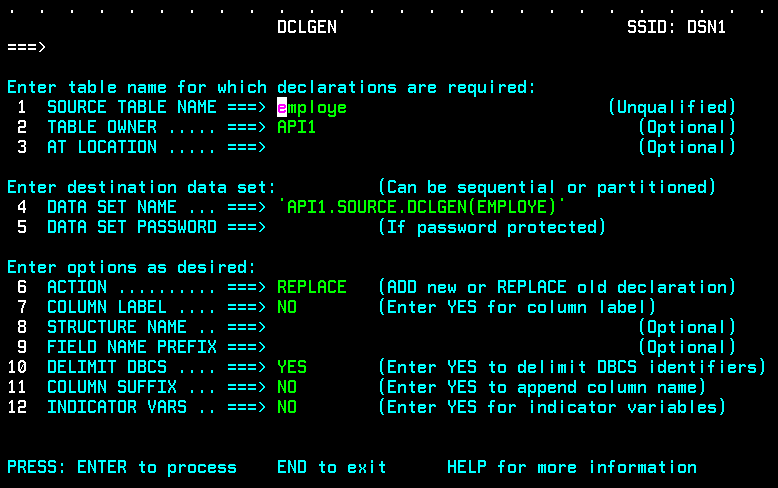 . . . . . . . . . . . . . . . . . . . . . . . . . . .
DCLGEN SSID: DSN1
===>
Enter table name for which declarations are required:
1 SOURCE TABLE NAME ===> employe (Unqualified)
2 TABLE OWNER ..... ===> API1 (Optional)
3 AT LOCATION ..... ===> (Optional)
Enter destination data set: (Can be sequential or partitioned)
4 DATA SET NAME ... ===> 'API1.SOURCE.DCLGEN(EMPLOYE)'
5 DATA SET PASSWORD ===> (If password protected)
Enter options as desired:
6 ACTION .......... ===> REPLACE (ADD new or REPLACE old declaration)
7 COLUMN LABEL .... ===> NO (Enter YES for column label)
8 STRUCTURE NAME .. ===> (Optional)
9 FIELD NAME PREFIX ===> (Optional)
10 DELIMIT DBCS .... ===> YES (Enter YES to delimit DBCS identifiers)
11 COLUMN SUFFIX ... ===> NO (Enter YES to append column name)
12 INDICATOR VARS .. ===> NO (Enter YES for indicator variables)
PRESS: ENTER to process END to exit HELP for more information